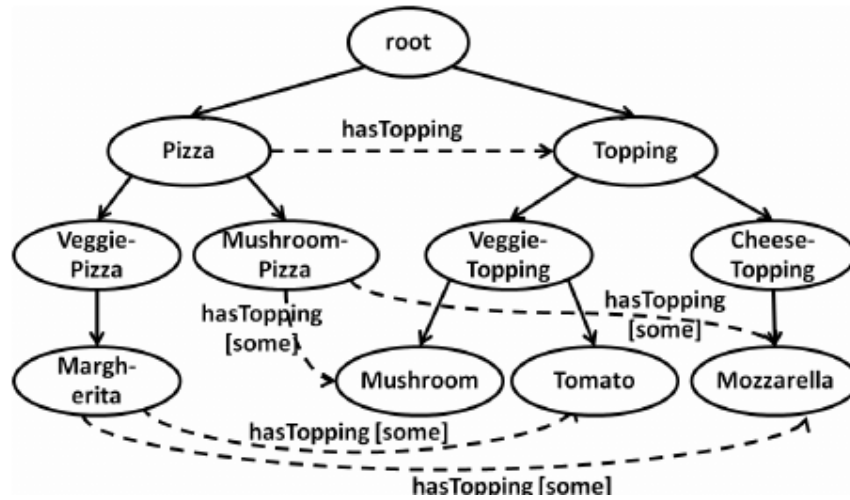 root
hasTopping
Pizza
Topping
Veggie-
Pizza
Mushroom-
Pizza
Veggie-
Topping
Cheese-
Topping
hasTopping
[some]
hasTopping
[some]
Margh-
erita
Mushroom
Tomato
Mozzarella
hasTopping [some]
hasTopping [some]